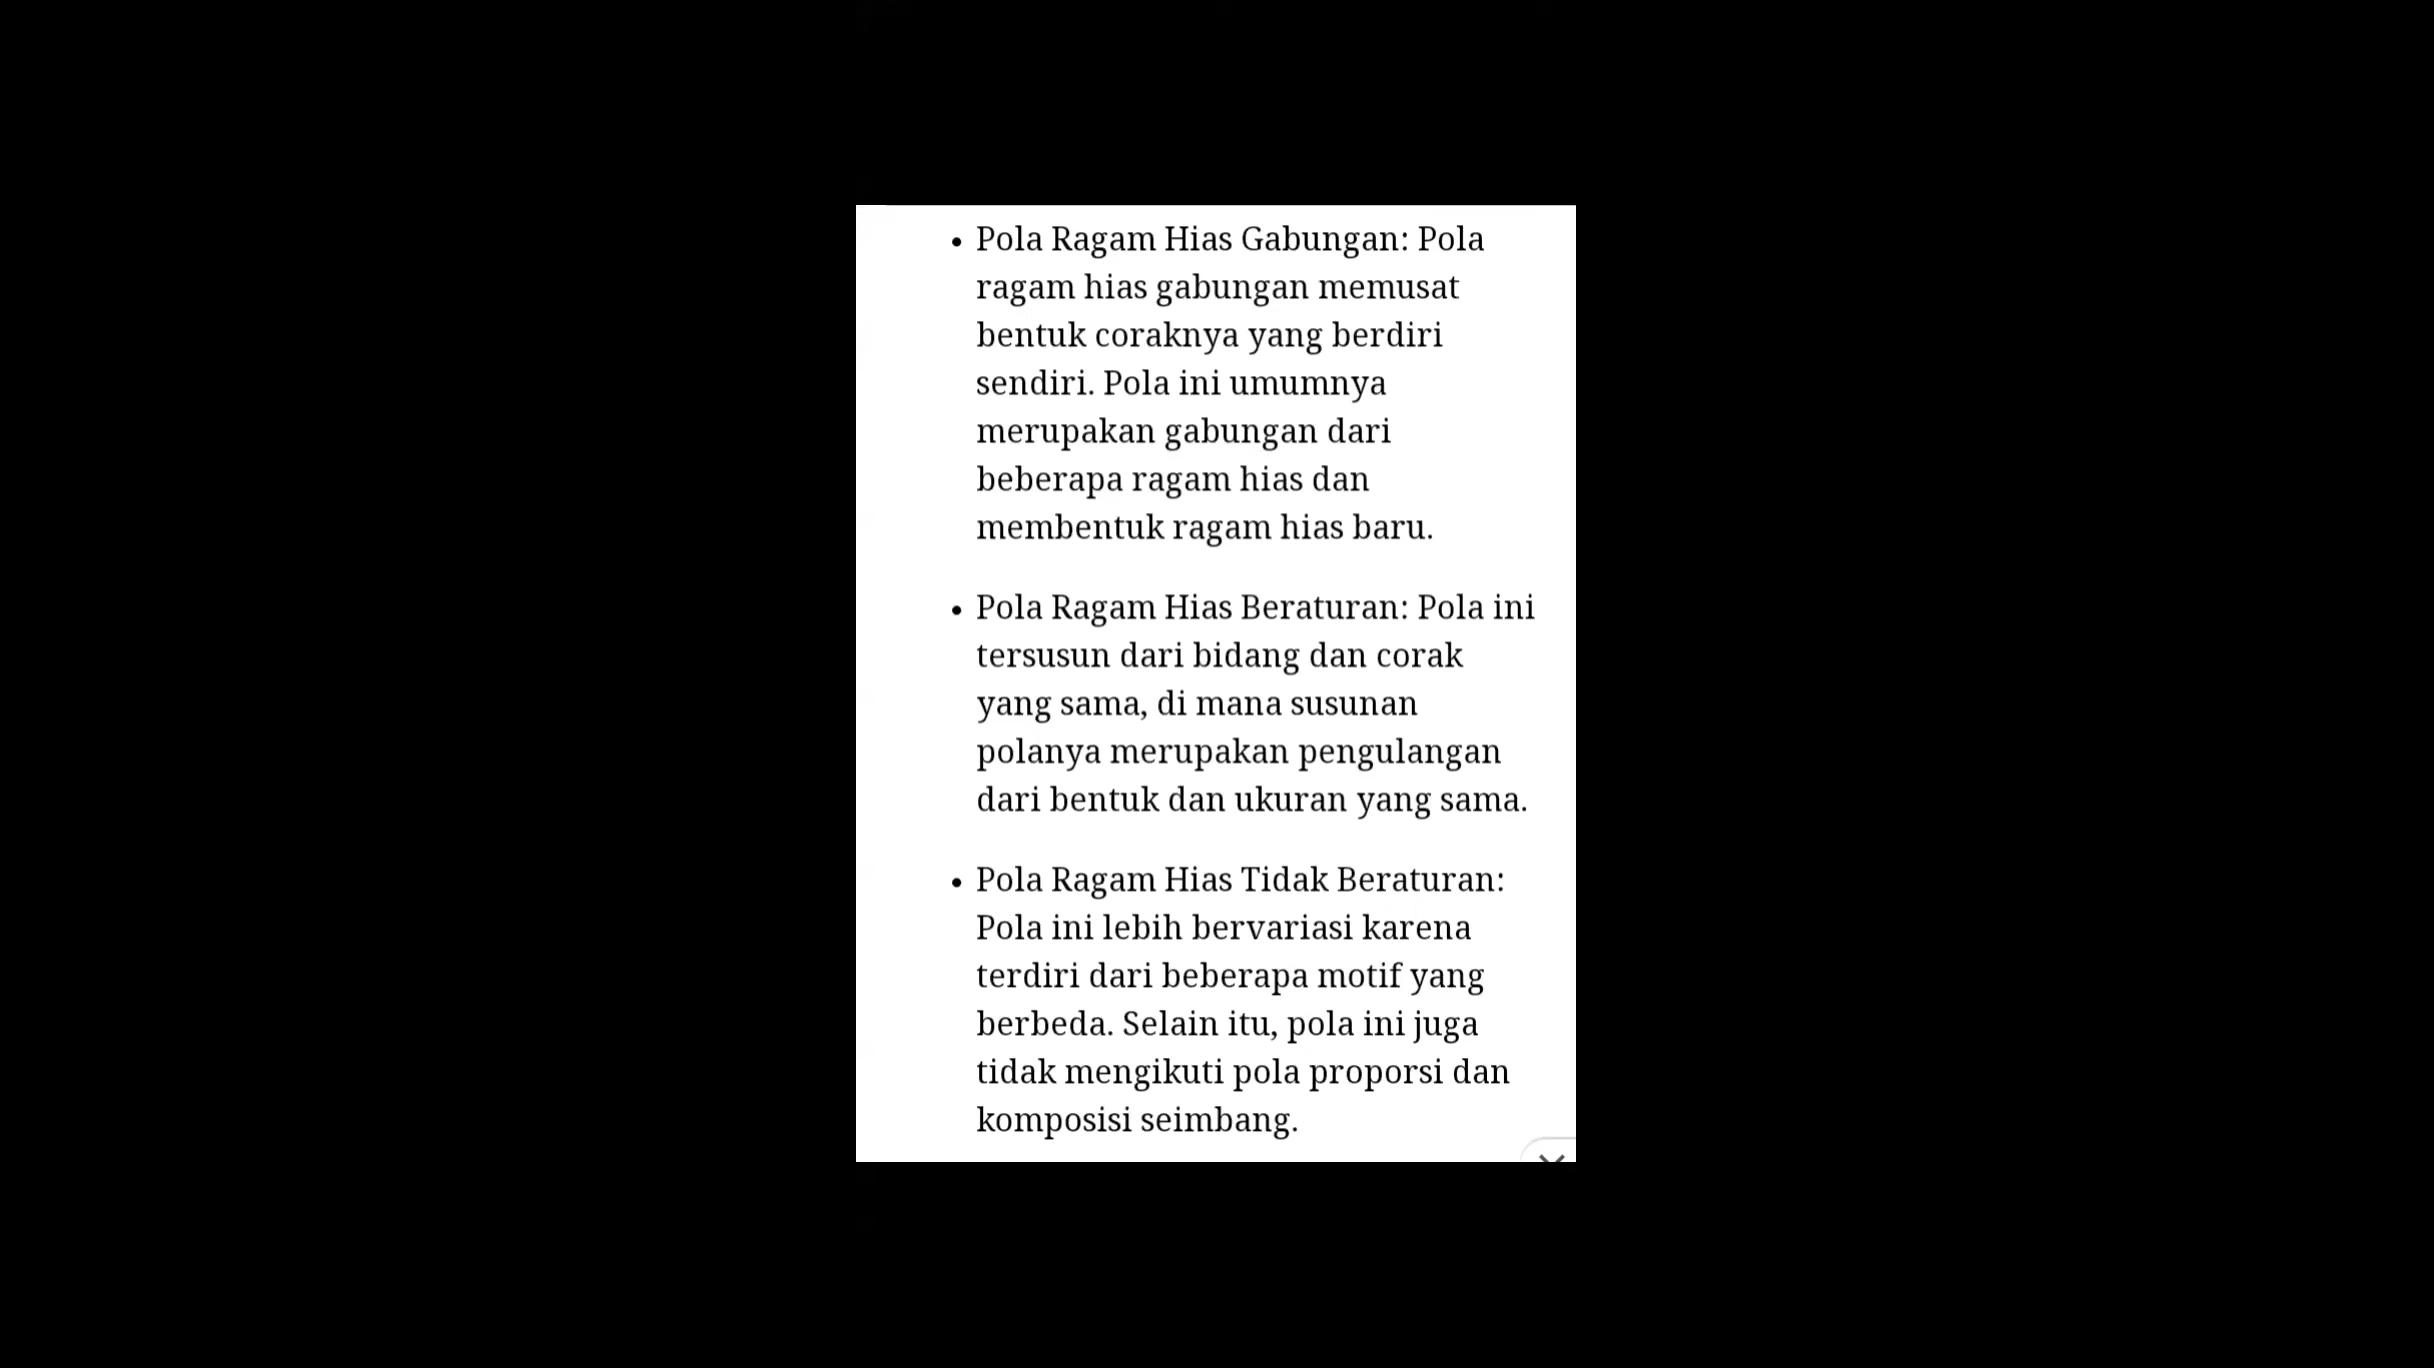 • Pola Ragam Hias Gabungan: Pola
ragam hias gabungan memusat
bentuk coraknya yang berdiri
sendiri. Pola ini umumnya
merupakan gabungan dari
beberapa ragam hias dan
membentuk ragam hias baru.
• Pola Ragam Hias Beraturan: Pola ini
tersusun dari bidang dan corak
yang sama, di mana susunan
polanya merupakan pengulangan
dari bentuk dan ukuran yang sama.
• Pola Ragam Hias Tidak Beraturan:
Pola ini lebih bervariasi karena
terdiri dari beberapa motif yang
berbeda. Selain itu, pola ini juga
tidak mengikuti pola proporsi dan
komposisi seimbang.